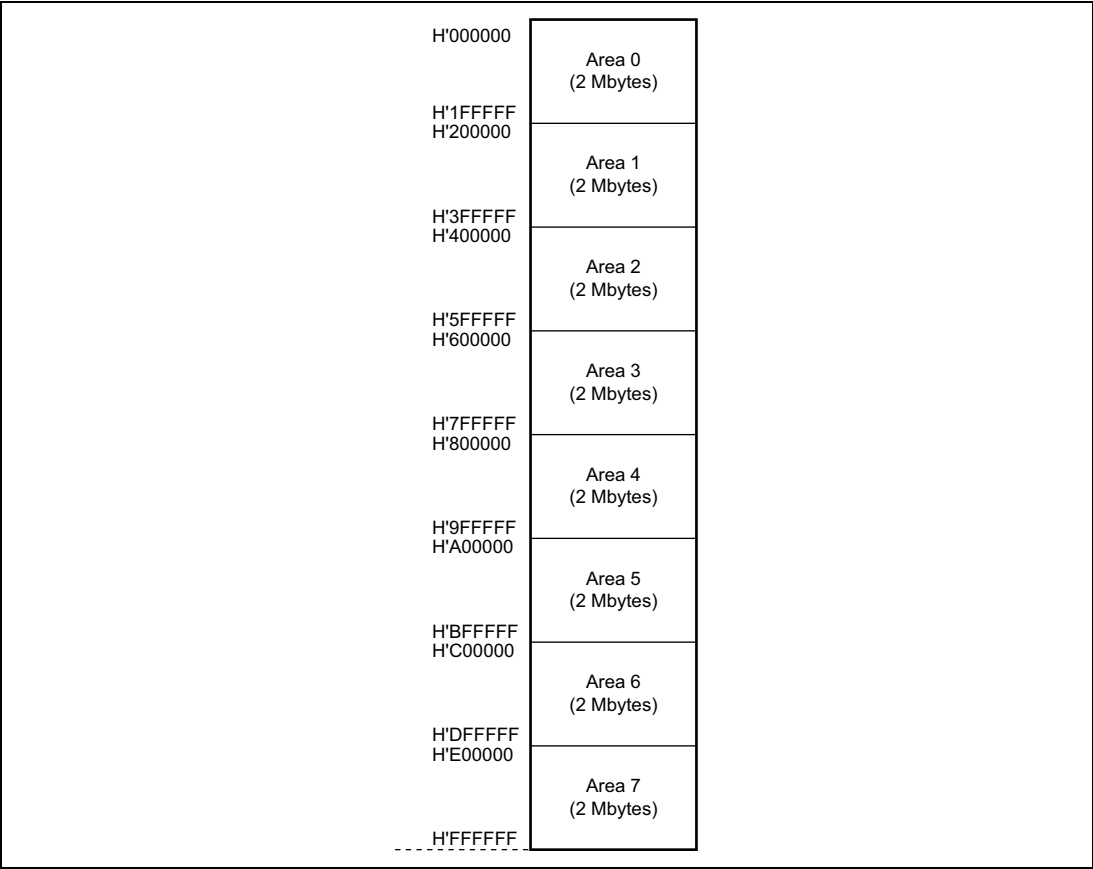 H'000000
Area 0
(2 Mbytes)
H'1FFFFF
H'200000
Area 1
(2 Mbytes)
H'3FFFFF
H'400000
Area 2
(2 Mbytes)
H'5FFFFF
H'600000
Area 3
(2 Mbytes)
H'7FFFFF
H'800000
Area 4
(2 Mbytes)
H'9FFFFF
H'A00000
Area 5
(2 Mbytes)
H'BFFFFF
H'C00000
Area 6
(2 Mbytes)
H'DFFFFF
H'E00000
Area 7
(2 Mbytes)
H'FFFFFF